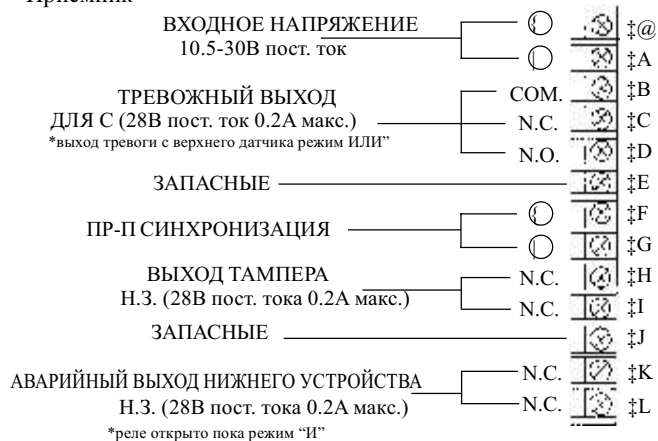 Приемник
ВХОДНОЕ НАПРЯЖЕНИЕ
10.5-30В пост. ток
‡@
‡A
ТРЕВОЖНЫЙ ВЫХОД
ДЛЯ С (28В пост. ток 0.2А макс.)
*выход тревоги с верхнего датчика режим ИЛИ”
COM. ‡B
N.C. ‡C
N.O. ‡D
ЗАПАСНЫЕ ‡E
ПР-П СИНХРОНИЗАЦИЯ
‡F
‡G
ВЫХОД ТАМПЕРА
Н.З. (28В пост. тока 0.2А макс.)
N.C. ‡H
N.C. ‡I
ЗАПАСНЫЕ ‡J
АВАРИЙНЫЙ ВЫХОД НИЖНЕГО УСТРОЙСТВА
Н.З. (28В пост. тока 0.2А макс.)
N.C. ‡K
N.C. ‡L
*реле открыто пока режим “И”